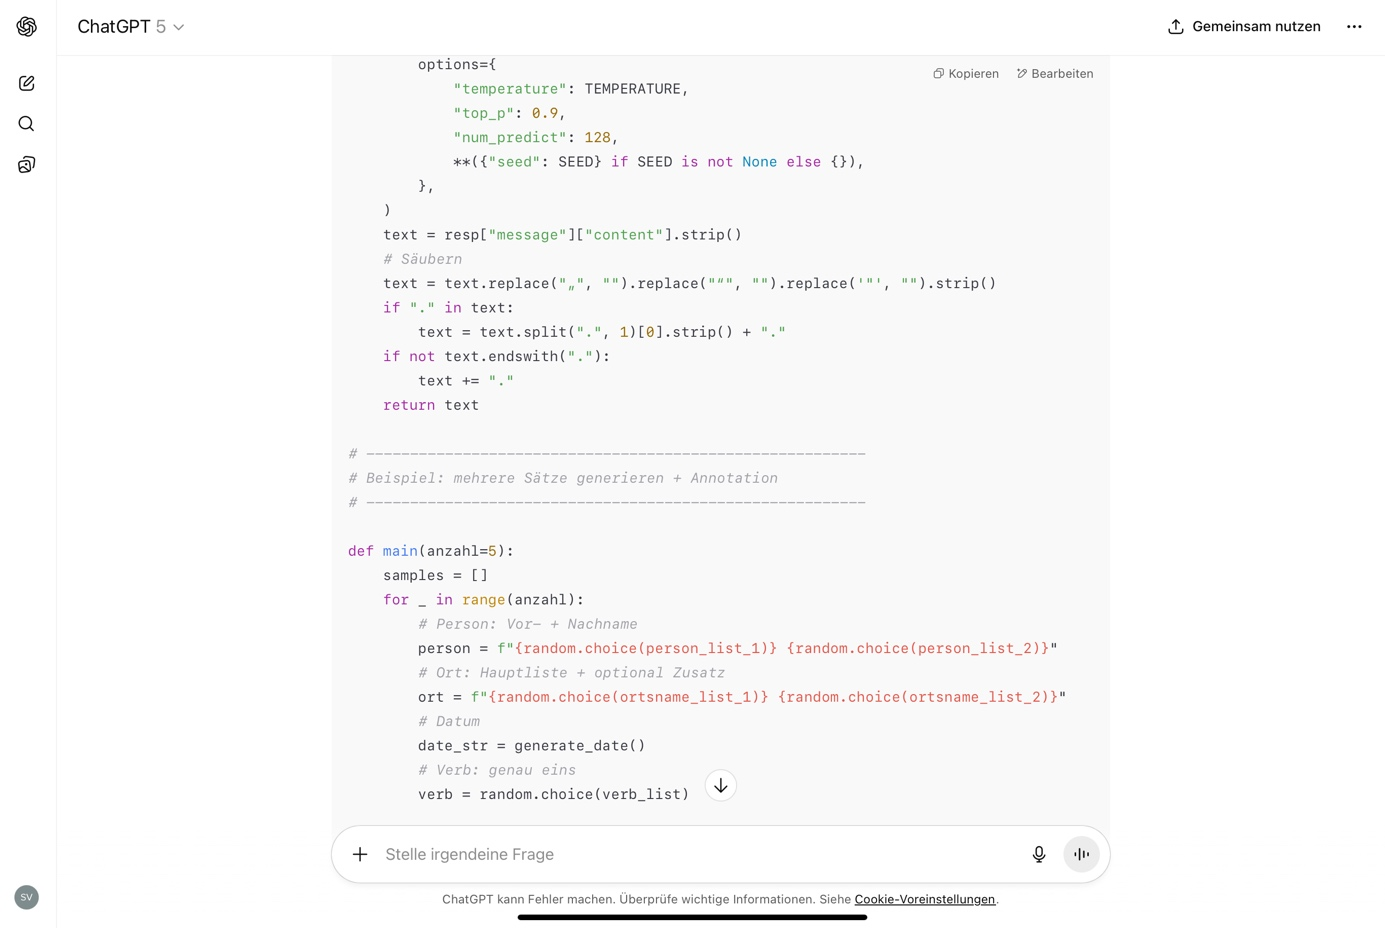 ChatGPT 5
Gemeinsam nutzen
Kopieren Bearbeiten
options={
"temperature": TEMPERATURE,
"top_p": 0.9,
"num_predict": 128,
**({"seed": SEED} if SEED is not None else {}),
},
)
text = resp["message"]["content"].strip()
# Säubern
text = text.replace("„", "").replace("“", "").replace('"', "").strip()
if "." in text:
text = text.split(".", 1)[0].strip() + "."
if not text.endswith("."):
text += "."
return text
# ---------------------------------------------------------
# Beispiel: mehrere Sätze generieren + Annotation
# ---------------------------------------------------------
def main(anzahl=5):
samples = []
for _ in range(anzahl):
# Person: Vor- + Nachname
person = f"{random.choice(person_list_1)} {random.choice(person_list_2)}"
# Ort: Hauptliste + optional Zusatz
ort = f"{random.choice(ortsname_list_1)} {random.choice(ortsname_list_2)}"
# Datum
date_str = generate_date()
# Verb: genau eins
verb = random.choice(verb_list)
Stelle irgendeine Frage
SV
ChatGPT kann Fehler machen. Überprüfe wichtige Informationen. Siehe Cookie-Voreinstellungen.